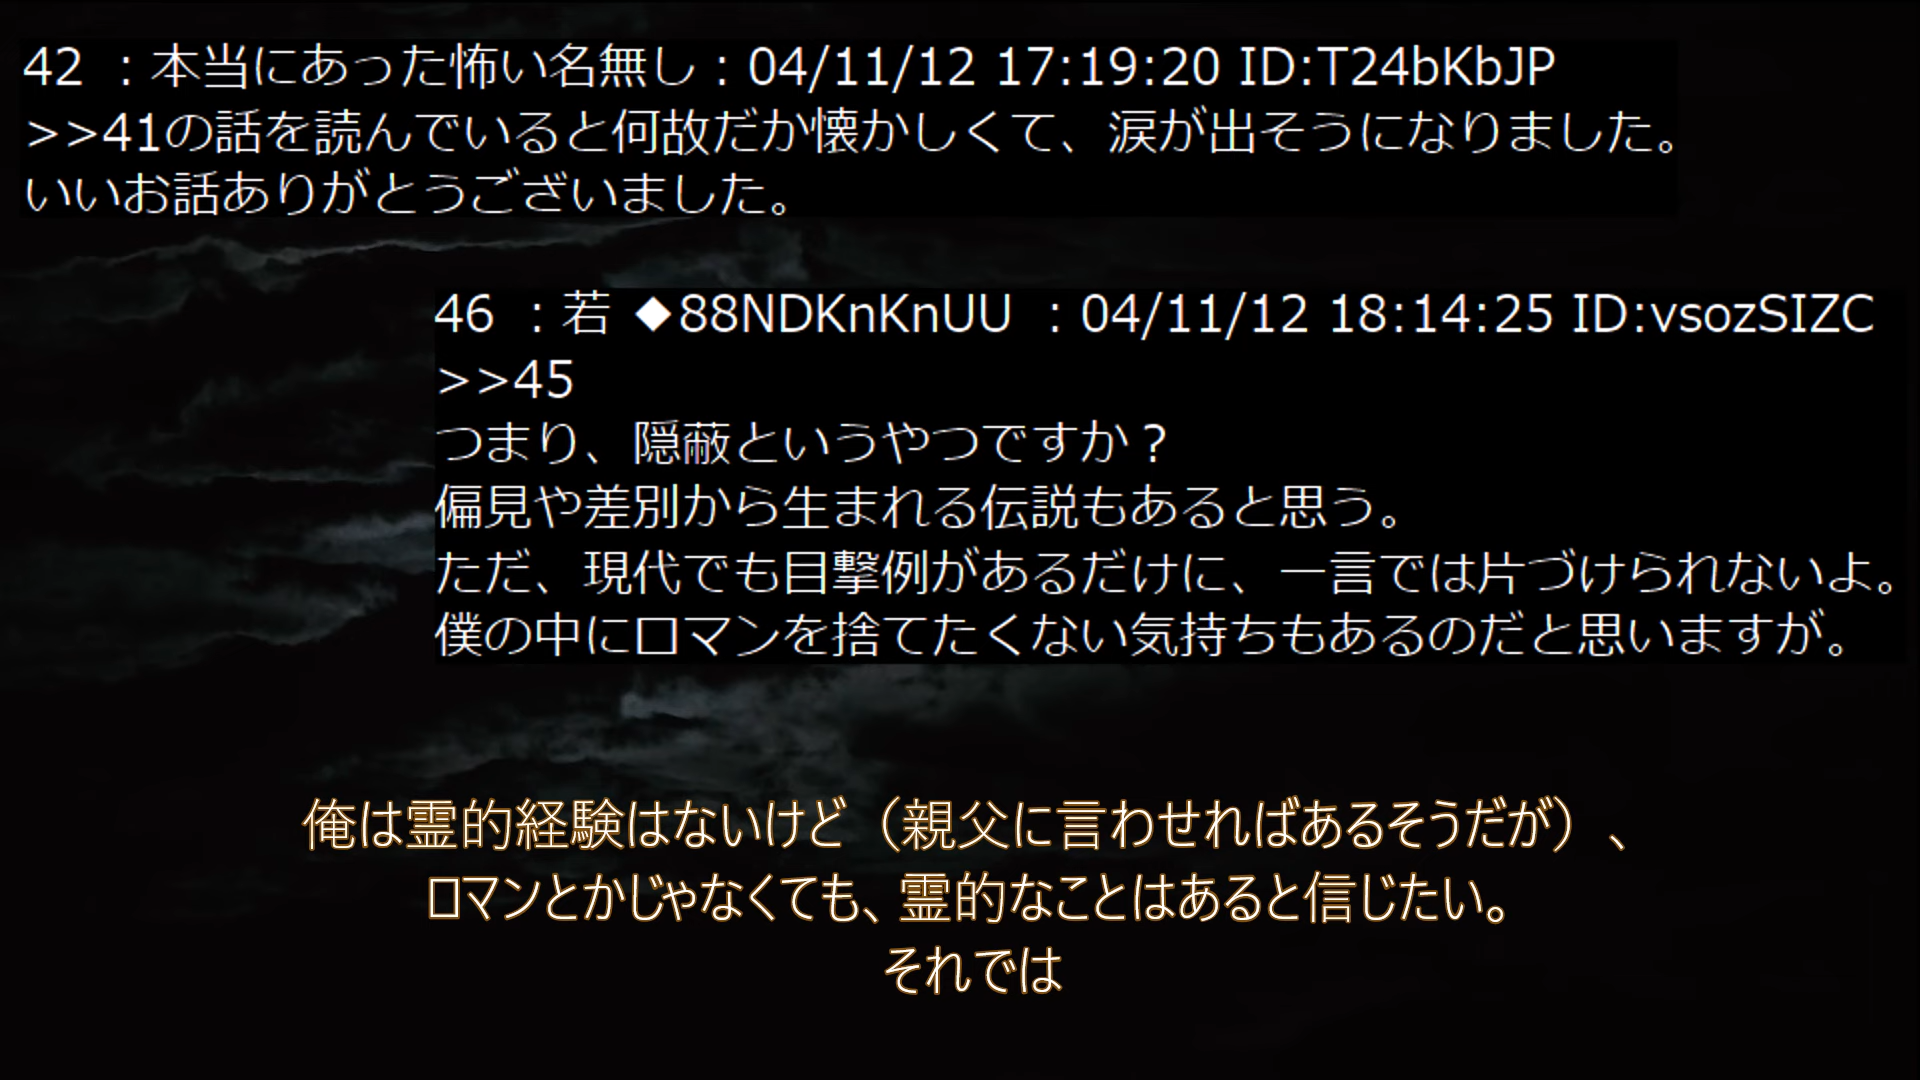 42 ：本当にあった怖い名無し：04/11/12 17:19:20 ID:T24bKbJP
>>41の話を読んでいると何故だか懐かしくて、涙が出そうになりました。
いいお話ありがとうございました。
46 ：若 ◆88NDKnKnUU ：04/11/12 18:14:25 ID:vsozSIZC
>>45
つまり、隠蔽というやつですか？
偏見や差別から生まれる伝説もあると思う。
ただ、現代でも目撃例があるだけに、一言では片づけられないよ。
僕の中にロマンを捨てたくない気持ちもあるのだと思いますが。
俺は霊的経験はないけど（親父に言わせればあるそうだが）、
ロマンとかじゃなくても、霊的なことはあると信じたい。
それでは